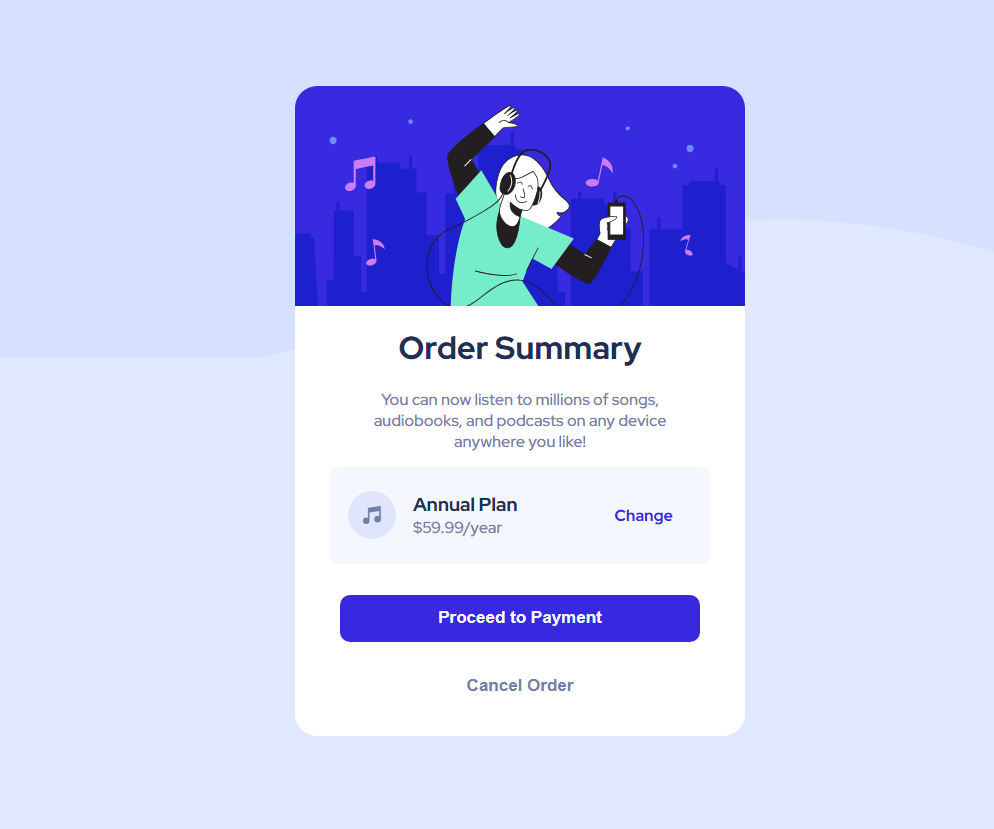 Order Summary
You can now listen to millions of songs,
audiobooks, and podcasts on any device
anywhere you like!
Annual Plan
$59.99/year
Change
Proceed to Payment
Cancel Order